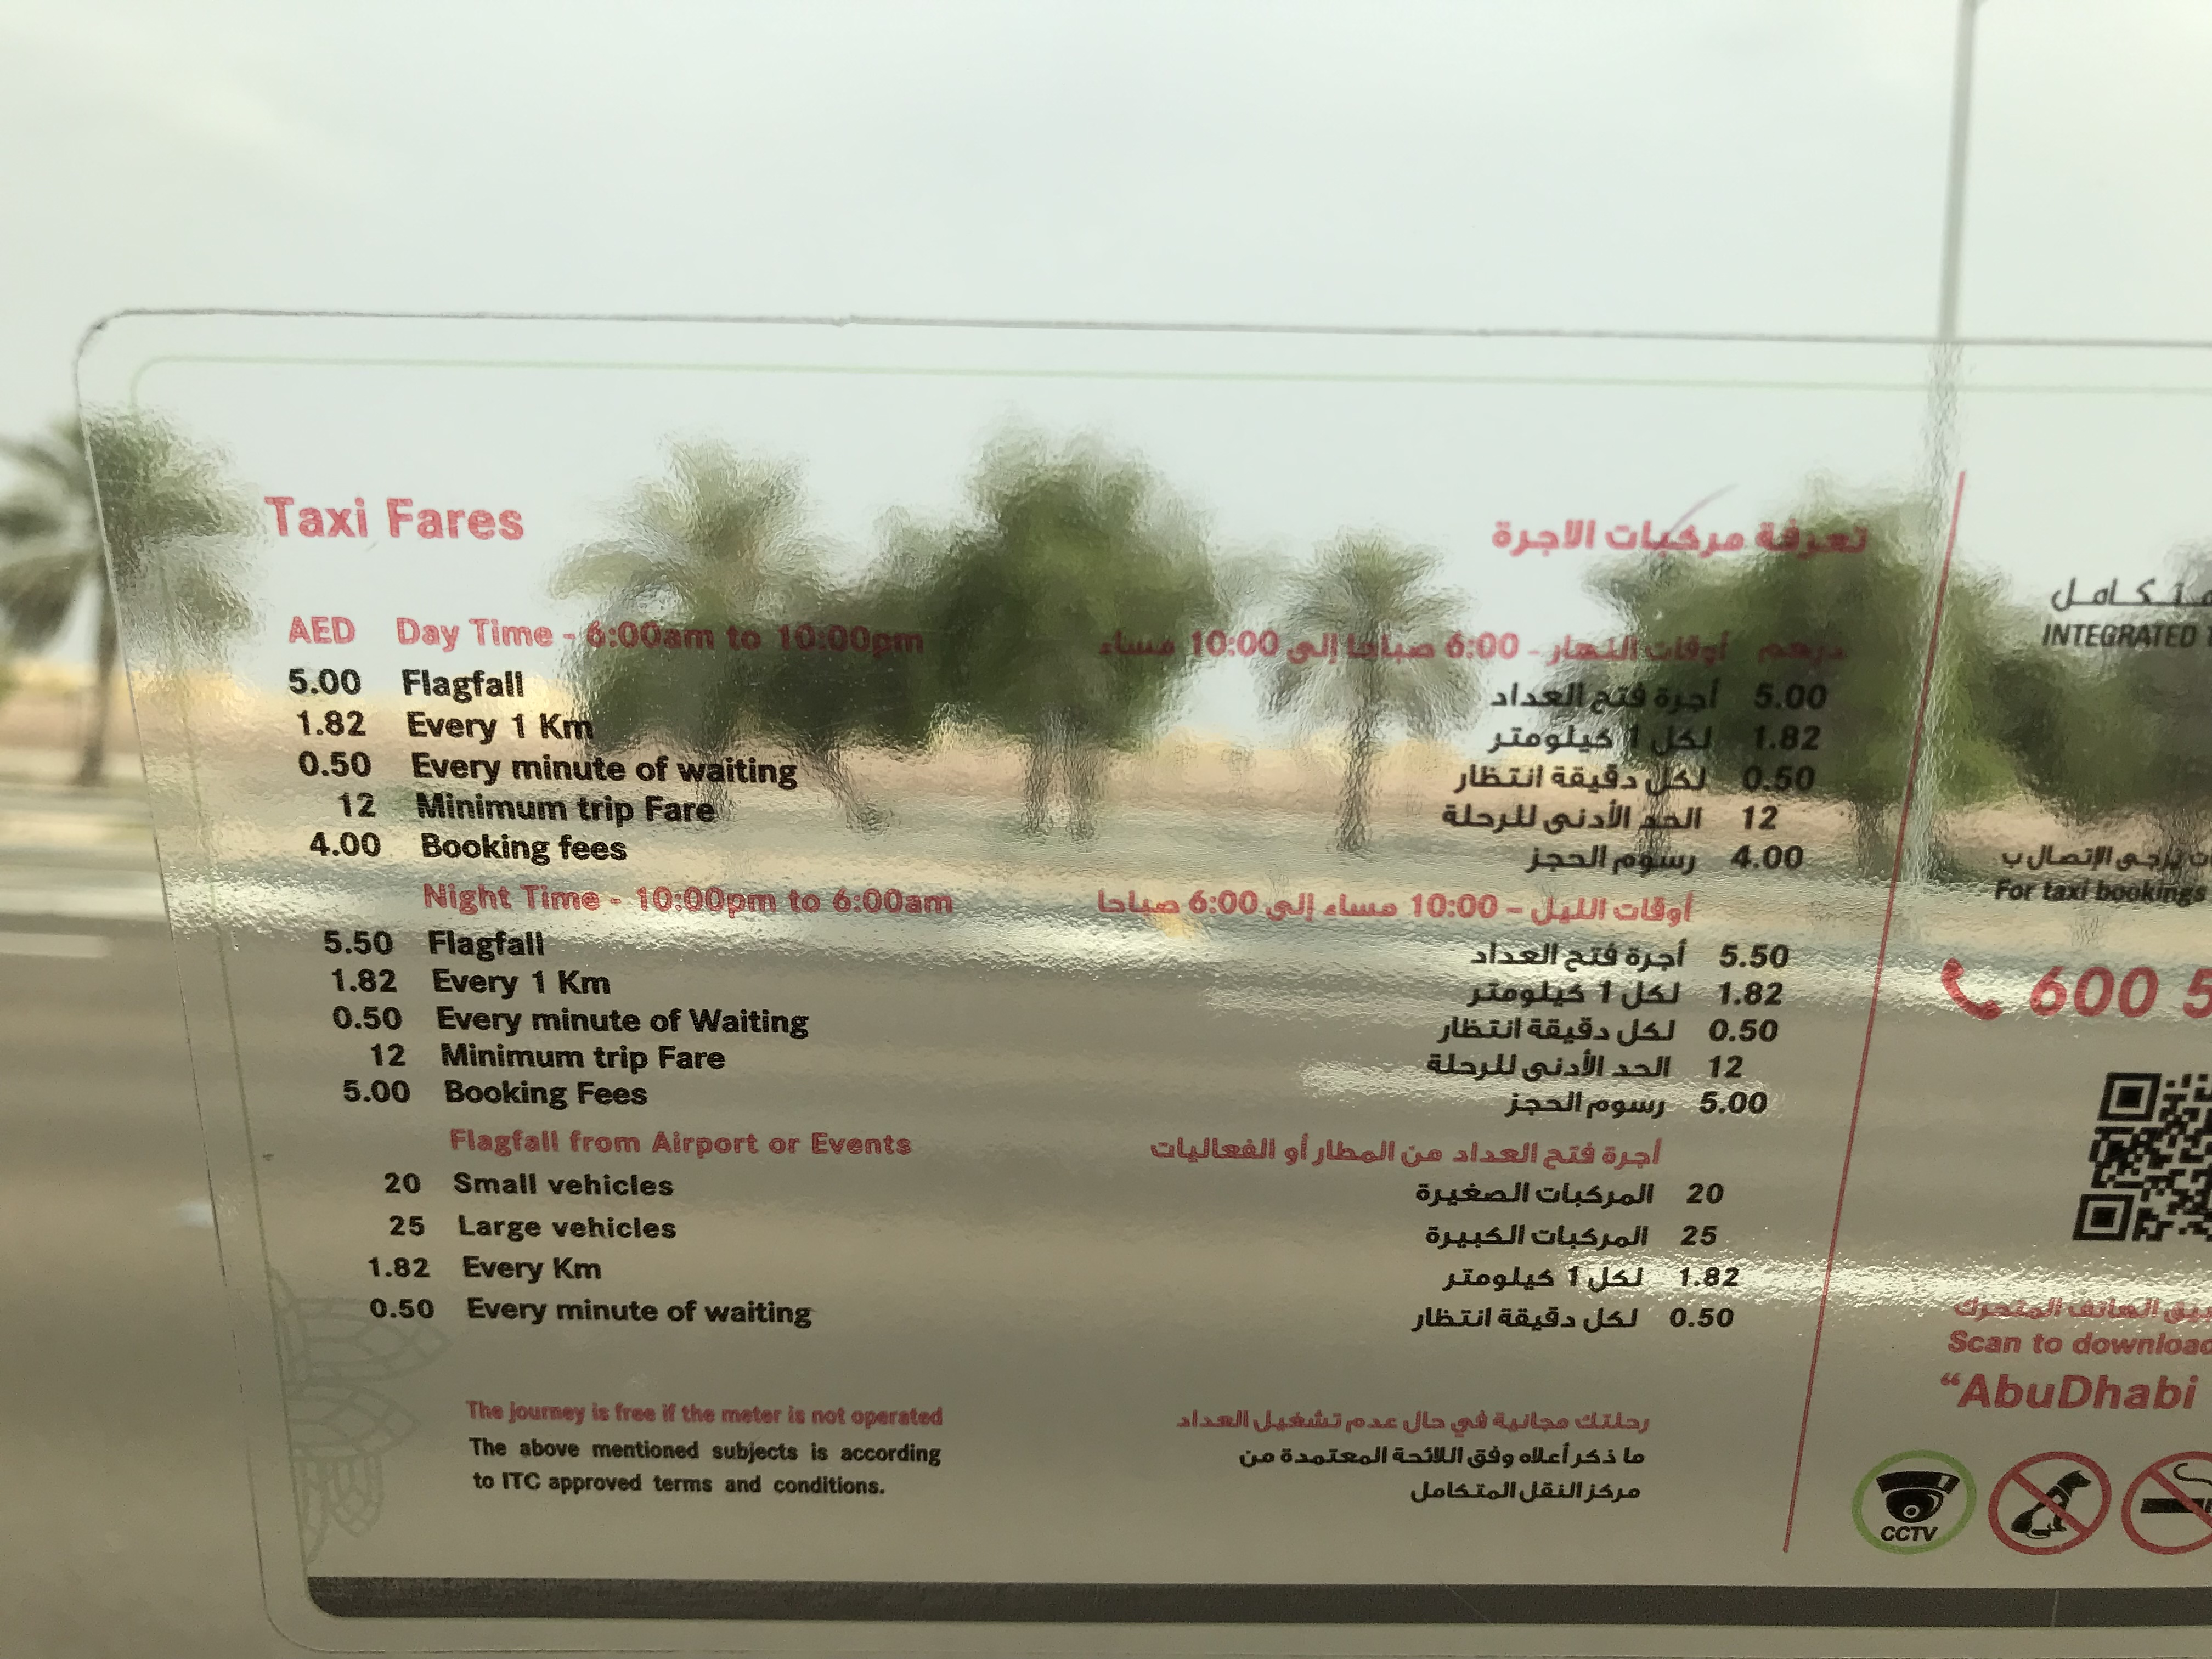 Taxi Fares
تعرفة مركبات الاجرة
AED Day Time - 6:00am to 10:00pm
درهم أوقات النهار - 6:00 صباحا إلى 10:00 مساء
5.00 Flagfall
5.00 أجرة فتح العداد
1.82 Every 1 Km
1.82 لكل 1 كيلومتر
0.50 Every minute of waiting
0.50 لكل دقيقة انتظار
12 Minimum trip Fare
12 الحد الأدنى للرحلة
4.00 Booking fees
4.00 رسوم الحجز
Night Time - 10:00pm to 6:00am
أوقات الليل - 10:00 مساء إلى 6:00 صباحا
5.50 Flagfall
5.50 أجرة فتح العداد
1.82 Every 1 Km
1.82 لكل 1 كيلومتر
0.50 Every minute of Waiting
0.50 لكل دقيقة انتظار
12 Minimum trip Fare
12 الحد الأدنى للرحلة
5.00 Booking Fees
5.00 رسوم الحجز
Flagfall from Airport or Events
أجرة فتح العداد من المطار أو الفعاليات
20 Small vehicles
20 المركبات الصغيرة
25 Large vehicles
25 المركبات الكبيرة
1.82 Every Km
1.82 لكل 1 كيلومتر
0.50 Every minute of waiting
0.50 لكل دقيقة انتظار
The journey is free if the meter is not operated
رحلتك مجانية في حال عدم تشغيل العداد
The above mentioned subjects is according
ما ذكر أعلاه وفق اللائحة المعتمدة من
to ITC approved terms and conditions.
مركز النقل المتكامل
INTEGRATED
يرجى الإتصال ب
For taxi bookings
600 5
الهاتف المتحرك
Scan to download
“AbuDhabi
CCTV